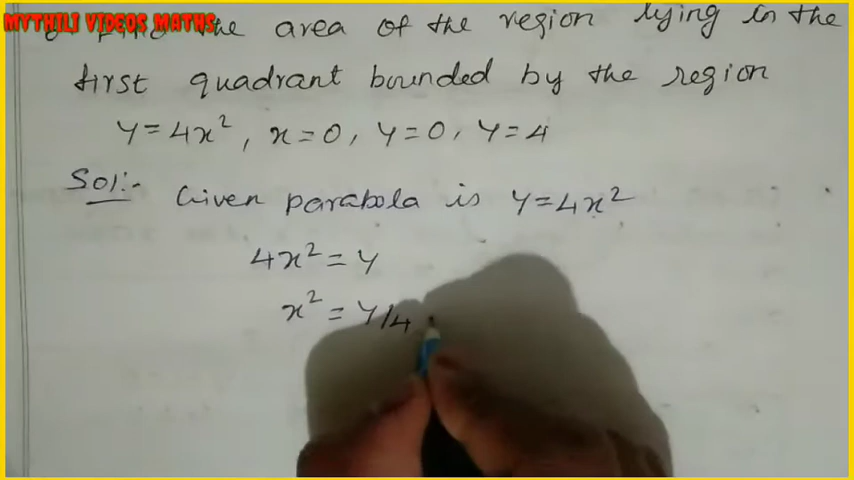 MYTHILI VIDEOS MATHS
the area of the region lying in the
first quadrant bounded by the region
y = 4x², x = 0, y = 0, y = 4
Sol:- Given parabola is y = 4x²
4x² = y
x² = y/4